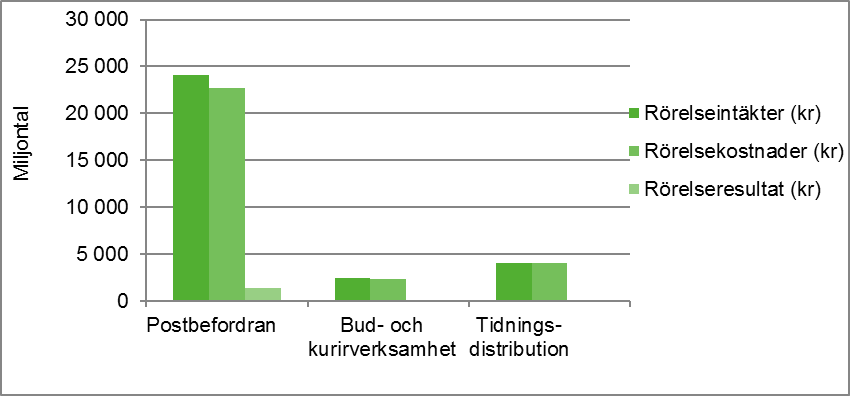 30 000
25 000
20 000
15 000
10 000
5 000
0
Miljontal
Postbefordran
Bud- och
kurirverksamhet
Tidnings-
distribution
Rörelseintäkter (kr)
Rörelsekostnader (kr)
Rörelseresultat (kr)